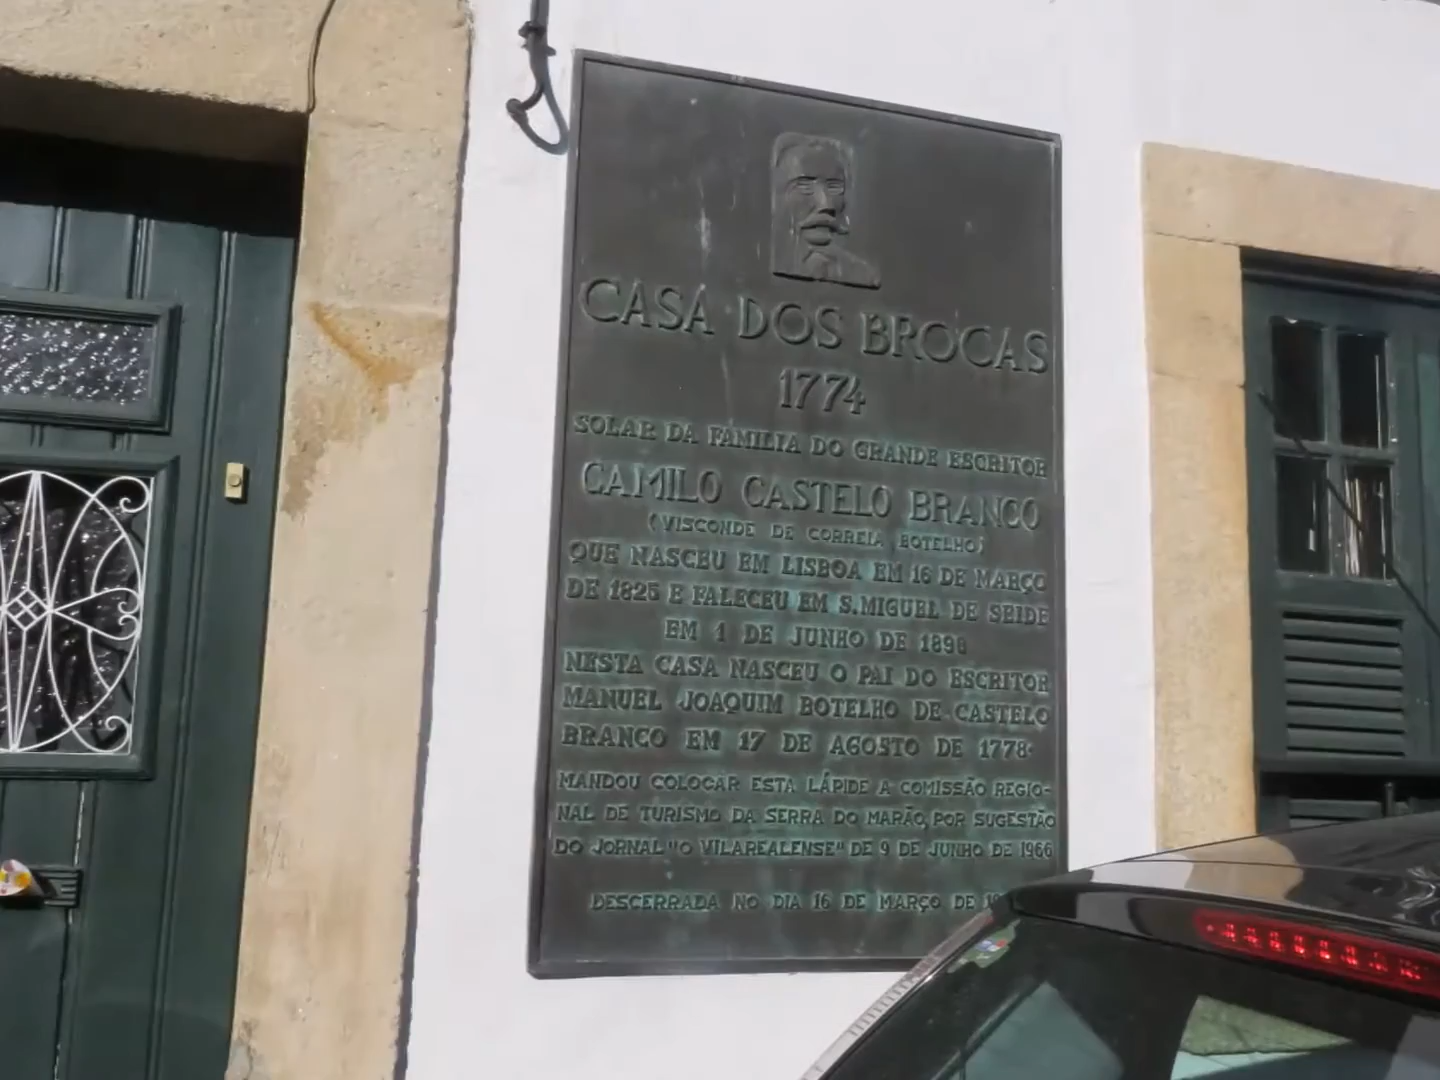 CASA DOS BROCAS
1774
SOLAR DA FAMILIA DO GRANDE ESCRITOR
CAMILO CASTELO BRANCO
(VISCONDE DE CORREIA BOTELHO)
QUE NASCEU EM LISBOA EM 16 DE MARÇO
DE 1825 E FALECEU EM S. MIGUEL DE SEIDE
EM 1 DE JUNHO DE 1890
NESTA CASA NASCEU O PAI DO ESCRITOR
MANUEL JOAQUIM BOTELHO DE CASTELO
BRANCO EM 17 DE AGOSTO DE 1778.
MANDOU COLOCAR ESTA LÁPIDE A COMISSÃO REGIO-
NAL DE TURISMO DA SERRA DO MARÃO, POR SUGESTÃO
DO JORNAL "O VILAREALENSE" DE 9 DE JUNHO DE 1966
DESCERRADA NO DIA 16 DE MARÇO DE